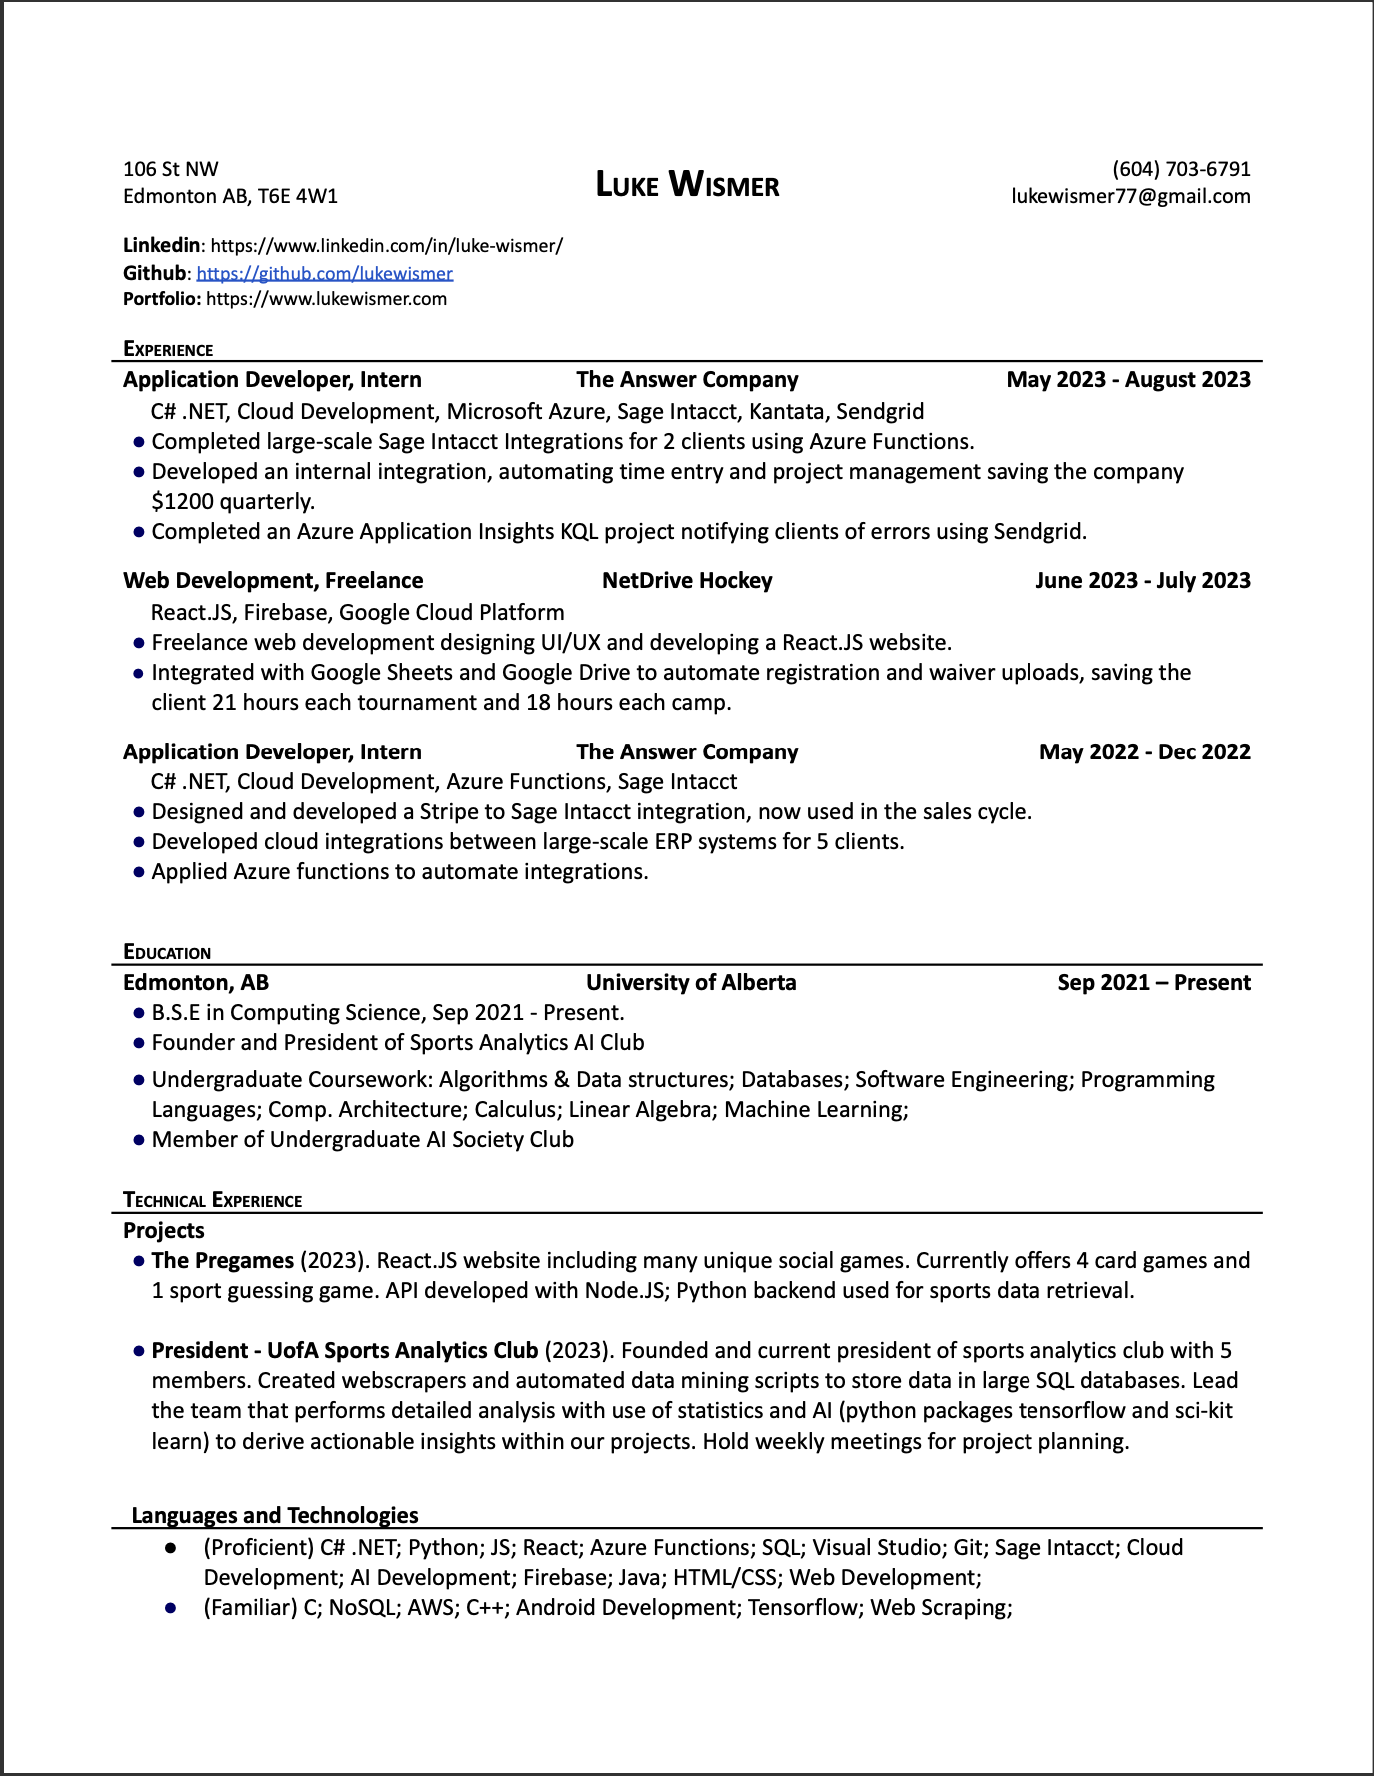 106 St NW
Edmonton AB, T6E 4W1
Luke Wismer
(604) 703-6791
lukewismer77@gmail.com
Linkedin: https://www.linkedin.com/in/luke-wismer/
Github: https://github.com/lukewismer
Portfolio: https://www.lukewismer.com
Experience
Application Developer, Intern The Answer Company May 2023 - August 2023
C# .NET, Cloud Development, Microsoft Azure, Sage Intacct, Kantata, Sendgrid
● Completed large-scale Sage Intacct Integrations for 2 clients using Azure Functions.
● Developed an internal integration, automating time entry and project management saving the company
$1200 quarterly.
● Completed an Azure Application Insights KQL project notifying clients of errors using Sendgrid.
Web Development, Freelance NetDrive Hockey June 2023 - July 2023
React.JS, Firebase, Google Cloud Platform
● Freelance web development designing UI/UX and developing a React.JS website.
● Integrated with Google Sheets and Google Drive to automate registration and waiver uploads, saving the
client 21 hours each tournament and 18 hours each camp.
Application Developer, Intern The Answer Company May 2022 - Dec 2022
C# .NET, Cloud Development, Azure Functions, Sage Intacct
● Designed and developed a Stripe to Sage Intacct integration, now used in the sales cycle.
● Developed cloud integrations between large-scale ERP systems for 5 clients.
● Applied Azure functions to automate integrations.
Education
Edmonton, AB University of Alberta Sep 2021 – Present
● B.S.E in Computing Science, Sep 2021 - Present.
● Founder and President of Sports Analytics AI Club
● Undergraduate Coursework: Algorithms & Data structures; Databases; Software Engineering; Programming
Languages; Comp. Architecture; Calculus; Linear Algebra; Machine Learning;
● Member of Undergraduate AI Society Club
Technical Experience
Projects
● The Pregames (2023). React.JS website including many unique social games. Currently offers 4 card games and
1 sport guessing game. API developed with Node.JS; Python backend used for sports data retrieval.
● President - UofA Sports Analytics Club (2023). Founded and current president of sports analytics club with 5
members. Created webscrapers and automated data mining scripts to store data in large SQL databases. Lead
the team that performs detailed analysis with use of statistics and AI (python packages tensorflow and sci-kit
learn) to derive actionable insights within our projects. Hold weekly meetings for project planning.
Languages and Technologies
● (Proficient) C# .NET; Python; JS; React; Azure Functions; SQL; Visual Studio; Git; Sage Intacct; Cloud
Development; AI Development; Firebase; Java; HTML/CSS; Web Development;
● (Familiar) C; NoSQL; AWS; C++; Android Development; Tensorflow; Web Scraping;